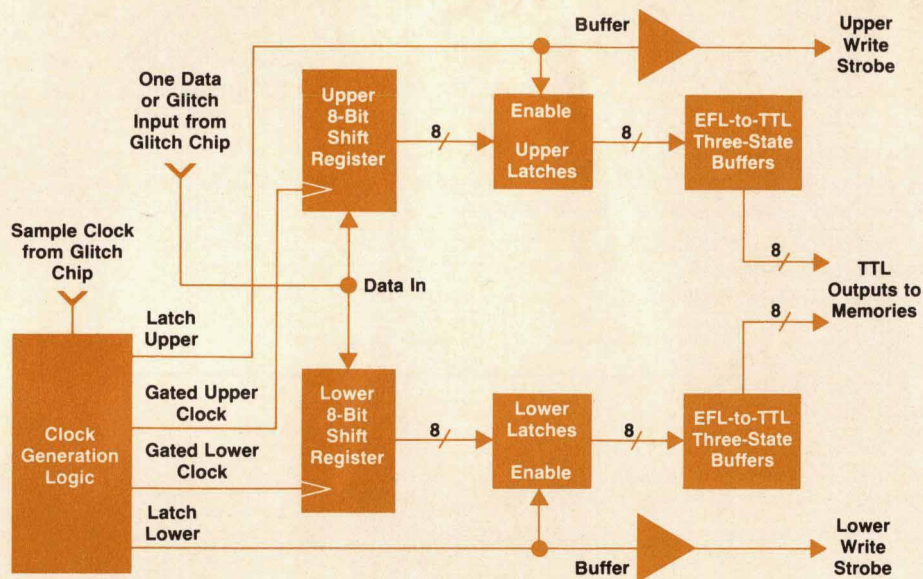 Buffer
Upper
Write
Strobe
One Data
or Glitch
Input from
Glitch Chip
Upper
8-Bit
Shift
Register
8
Enable
Upper
Latches
8
EFL-to-TTL
Three-State
Buffers
Sample Clock
from Glitch
Chip
Data In
8
TTL
Outputs to
Memories
8
Latch
Upper
Gated Upper
Clock
Clock
Generation
Logic
Gated Lower
Clock
Latch
Lower
Lower
8-Bit
Shift
Register
8
Lower
Latches
Enable
8
EFL-to-TTL
Three-State
Buffers
Buffer
Lower
Write
Strobe